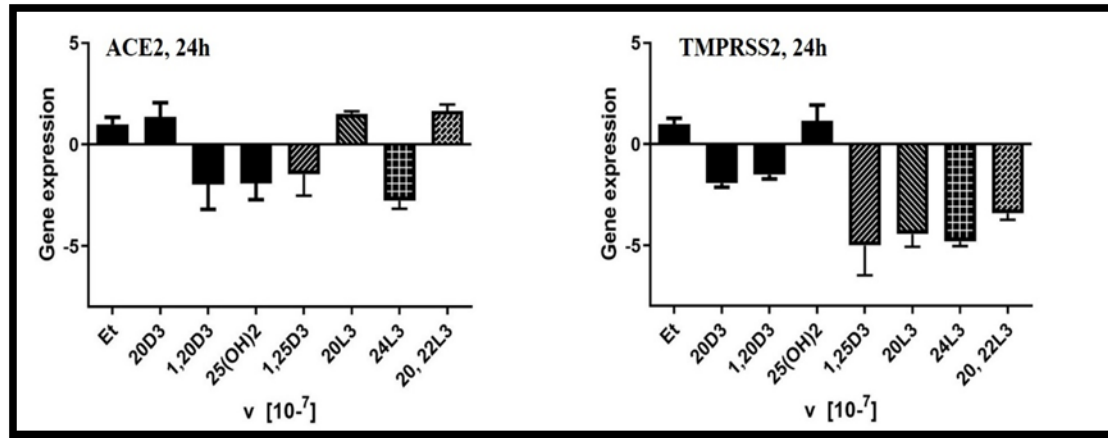 ACE2, 24h
Gene expression
5
0
-5
Et
20D3
1,20D3
25(OH)2
1,25D3
20L3
24L3
20, 22L3
v [10-⁷]
TMPRSS2, 24h
Gene expression
5
0
-5
Et
20D3
1,20D3
25(OH)2
1,25D3
20L3
24L3
20, 22L3
v [10-⁷]